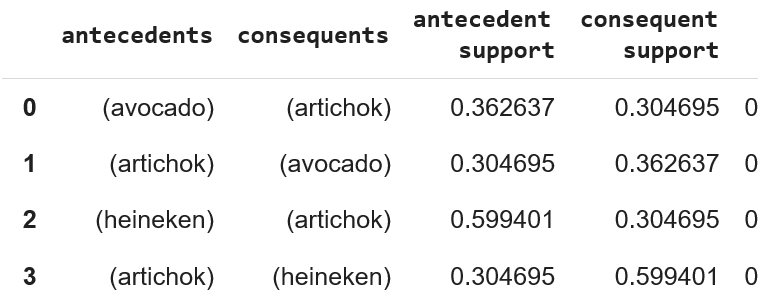 antecedents consequents antecedent support consequent support
0 (avocado) (artichok) 0.362637 0.304695 0
1 (artichok) (avocado) 0.304695 0.362637 0
2 (heineken) (artichok) 0.599401 0.304695 0
3 (artichok) (heineken) 0.304695 0.599401 0